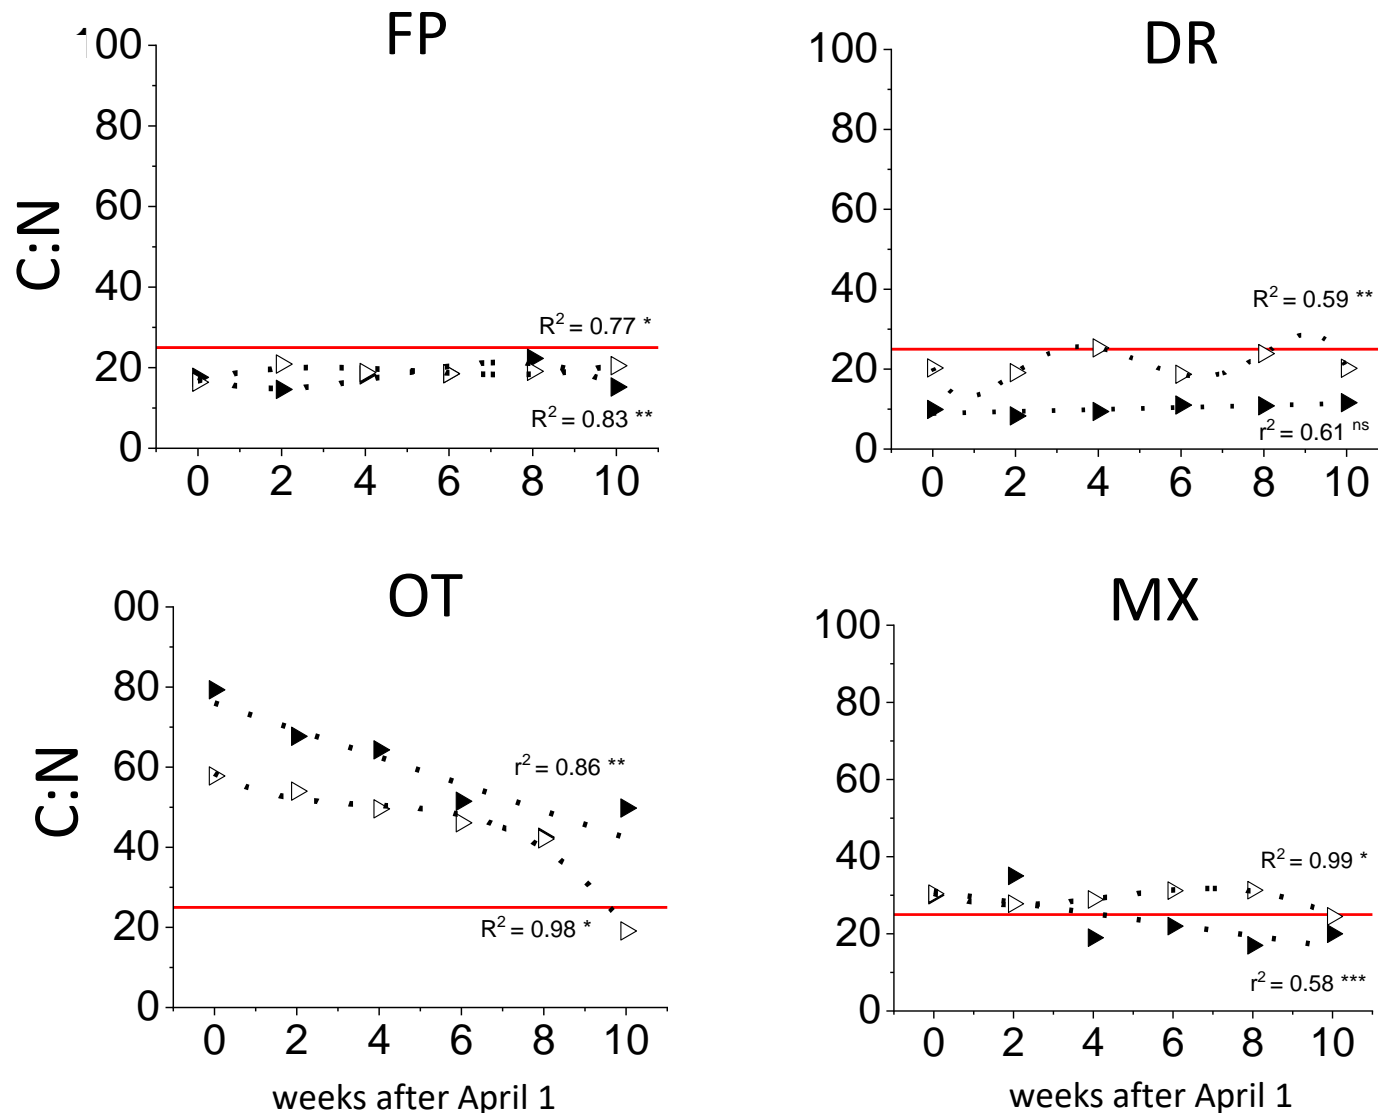 FP
C:N
100
80
60
40
20
0
0 2 4 6 8 10
R² = 0.77 *
R² = 0.83 **
DR
100
80
60
40
20
0
0 2 4 6 8 10
R² = 0.59 **
r² = 0.61 ns
OT
C:N
00
80
60
40
20
0
0 2 4 6 8 10
r² = 0.86 **
R² = 0.98 *
weeks after April 1
MX
100
80
60
40
20
0
0 2 4 6 8 10
R² = 0.99 *
r² = 0.58 ***
weeks after April 1